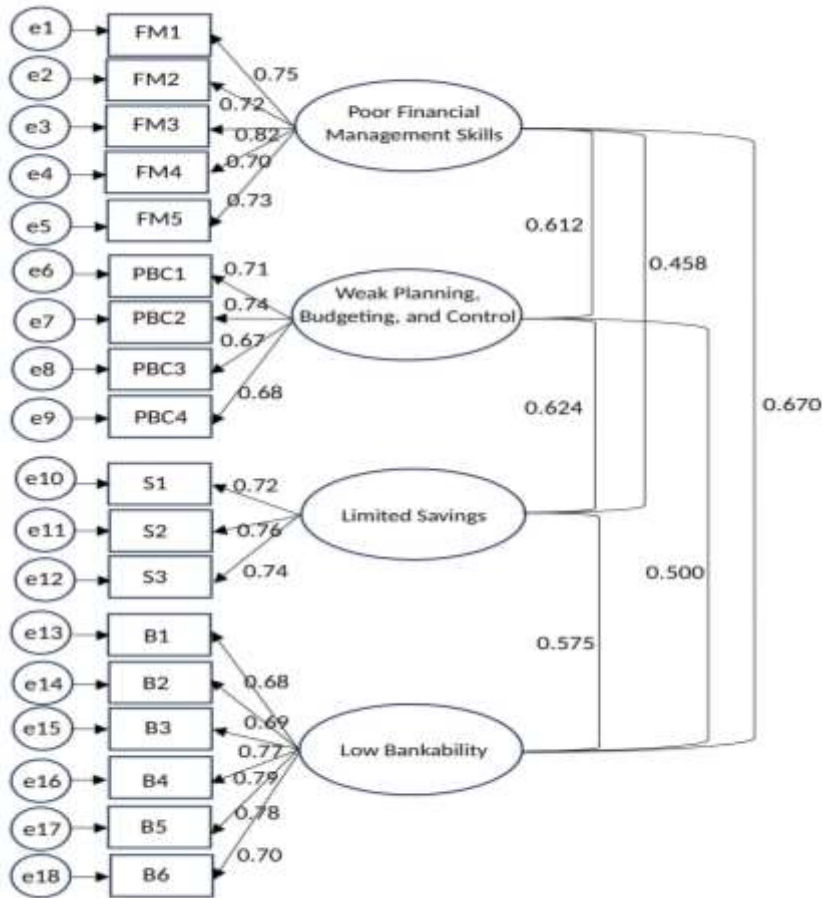 e1
FM1
0.75
e2
FM2
0.72
Poor Financial
Management Skills
e3
FM3
0.82
e4
FM4
0.70
e5
FM5
0.73
0.612
0.458
e6
PBC1
0.71
Weak Planning,
Budgeting, and Control
e7
PBC2
0.74
e8
PBC3
0.67
e9
PBC4
0.68
0.624
0.670
e10
S1
0.72
Limited Savings
e11
S2
0.76
e12
S3
0.74
0.500
0.575
e13
B1
0.68
e14
B2
0.69
e15
B3
0.77
Low Bankability
e16
B4
0.79
e17
B5
0.78
e18
B6
0.70